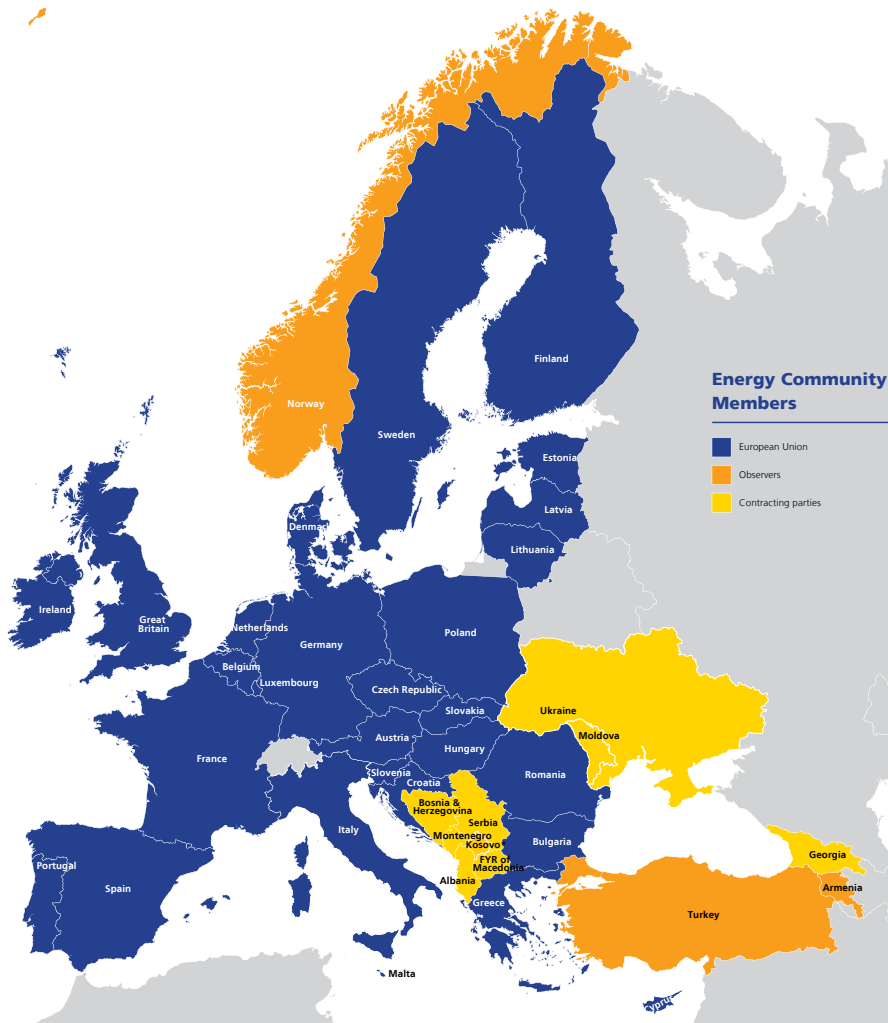 Energy Community
Members
European Union
Observers
Contracting parties
Norway
Finland
Sweden
Estonia
Latvia
Lithuania
Denmar
Ireland
Great
Britain
Netherlands
Belgium
Luxembourg
Germany
Poland
Czech Republic
Slovakia
Austria
Hungary
Ukraine
Moldova
France
Slovenia
Croatia
Romania
Bosnia &
Herzegovina
Serbia
Montenegro
Kosovo*
Italy
Bulgaria
FYR of
Macedonia
Albania
Georgia
Armenia
Portugal
Spain
Greece
Turkey
Malta
Cyprus